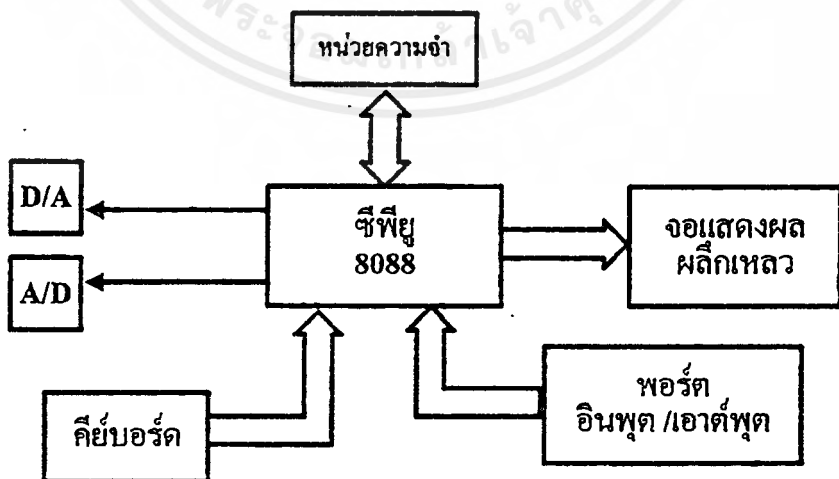 หน่วยความจำ
D/A
ซีพียู
8088
จอแสดงผล
ผลึกเหลว
A/D
พอร์ต
อินพุต /เอาต์พุต
คีย์บอร์ด